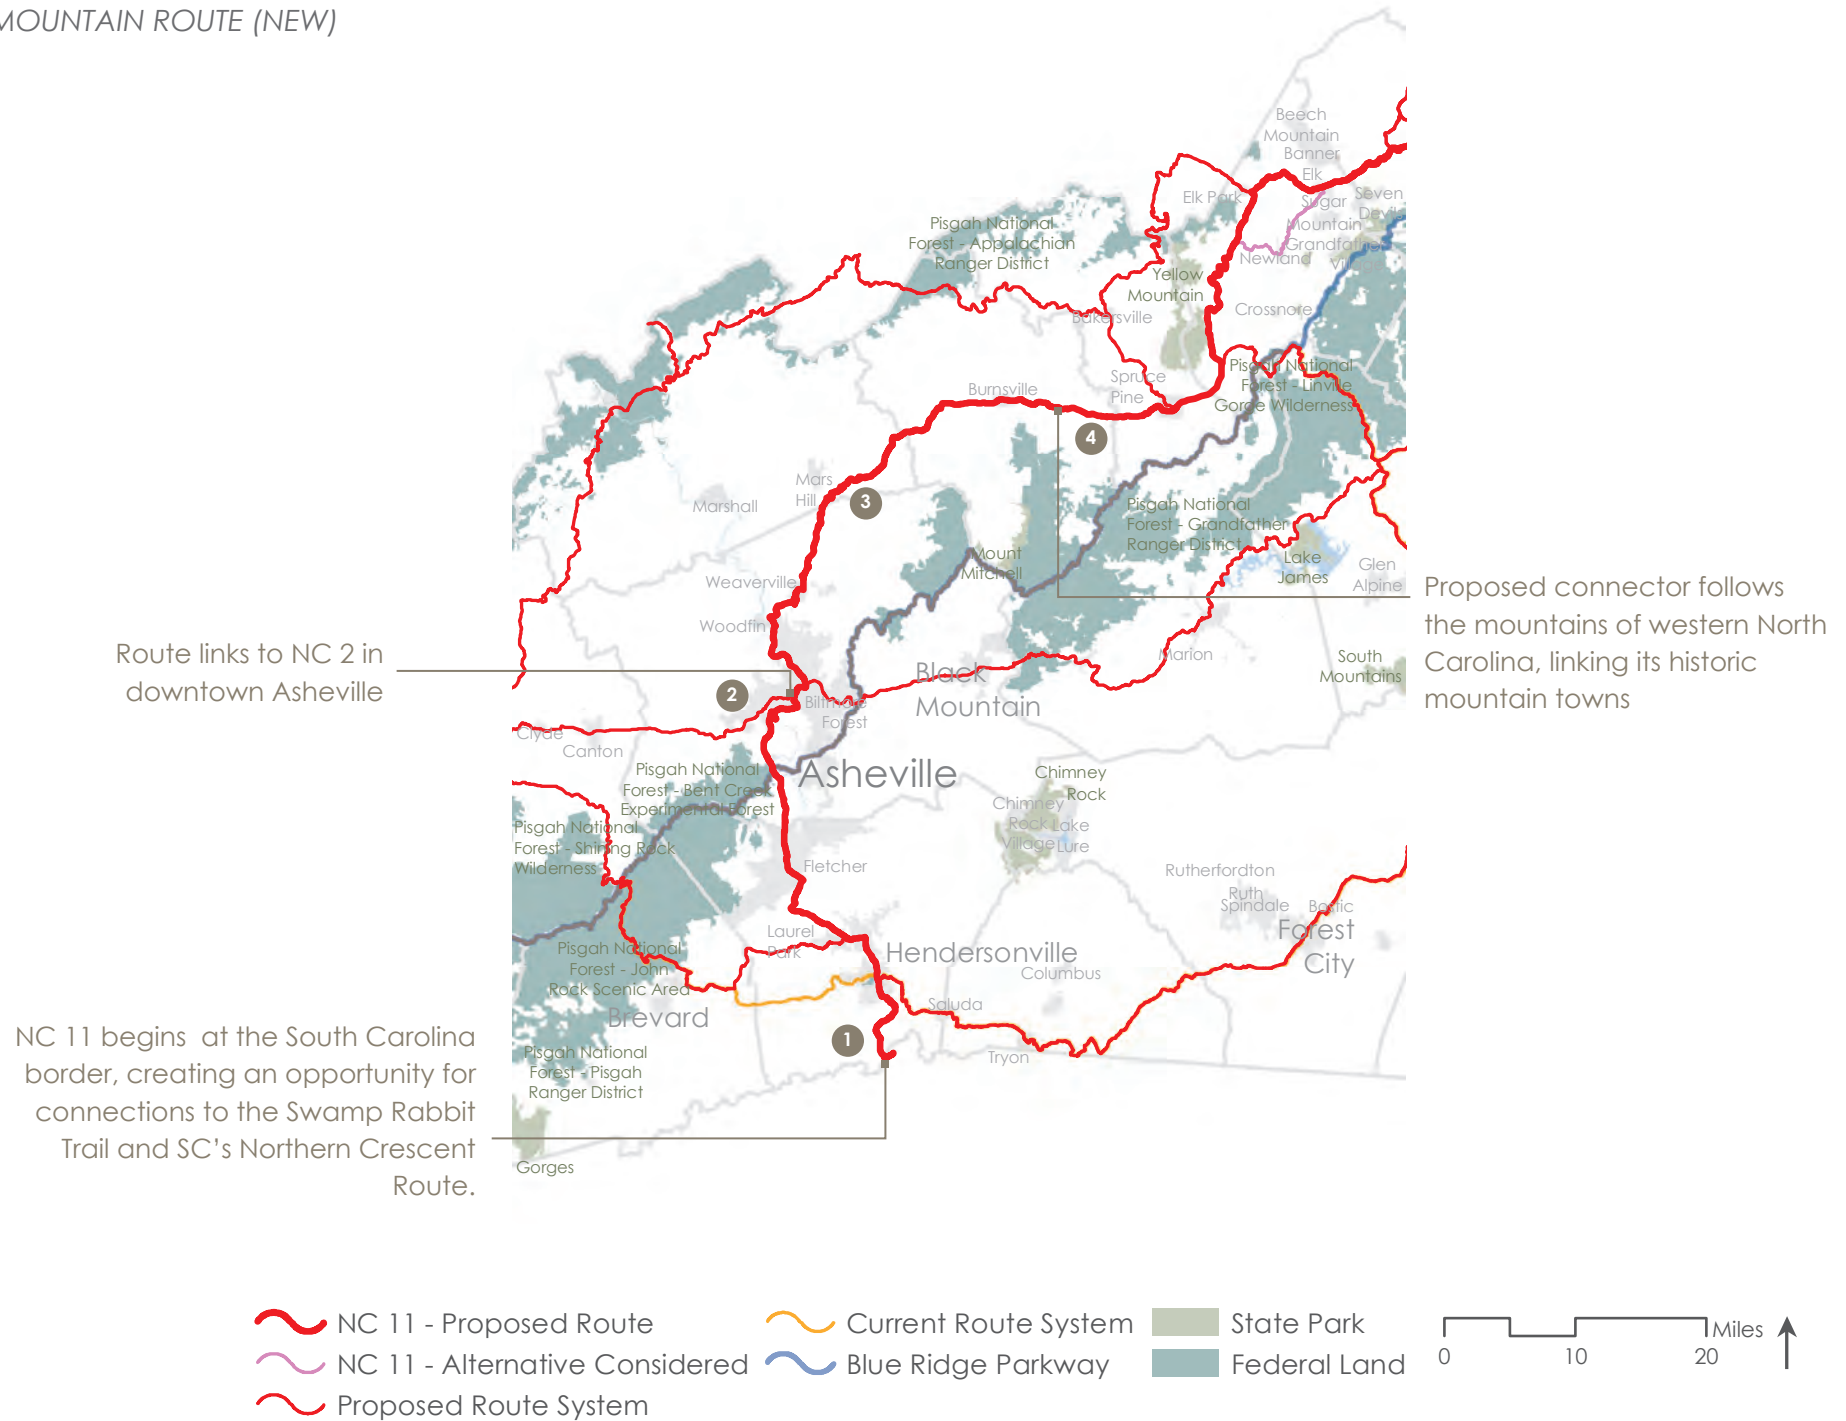 MOUNTAIN ROUTE (NEW)
Beech
Mountain
Banner
Elk
Elk Park
Seven
Devils
Sugar
Mountain
Grandfather
Village
Newland
Pisgah National
Forest - Appalachian
Ranger District
Yellow
Mountain
Crossnore
Bakersville
Pisgah National
Forest - Linville
Gorge Wilderness
Spruce
Pine
Burnsville
4
Mars
Hill
3
Marshall
Pisgah National
Forest - Grandfather
Ranger District
Mount
Mitchell
Lake
James
Glen
Alpine
Weaverville
Woodfin
Proposed connector follows
the mountains of western North
Carolina, linking its historic
mountain towns
Route links to NC 2 in
downtown Asheville
2
Black
Mountain
Marion
South
Mountains
Biltmore
Forest
Clyde
Canton
Asheville
Pisgah National
Forest - Bent Creek
Experimental Forest
Chimney
Rock
Chimney
Rock
Village
Lake
Lure
Pisgah National
Forest - Shining Rock
Wilderness
Fletcher
Rutherfordton
Ruth
Spindale
Bostic
Forest
City
Laurel
Park
Hendersonville
Columbus
Pisgah National
Forest - John
Rock Scenic Area
Brevard
Saluda
1
Tryon
Pisgah National
Forest - Pisgah
Ranger District
Gorges
NC 11 begins at the South Carolina
border, creating an opportunity for
connections to the Swamp Rabbit
Trail and SC's Northern Crescent
Route.
NC 11 - Proposed Route
NC 11 - Alternative Considered
Proposed Route System
Current Route System
Blue Ridge Parkway
State Park
Federal Land
Miles
0 10 20